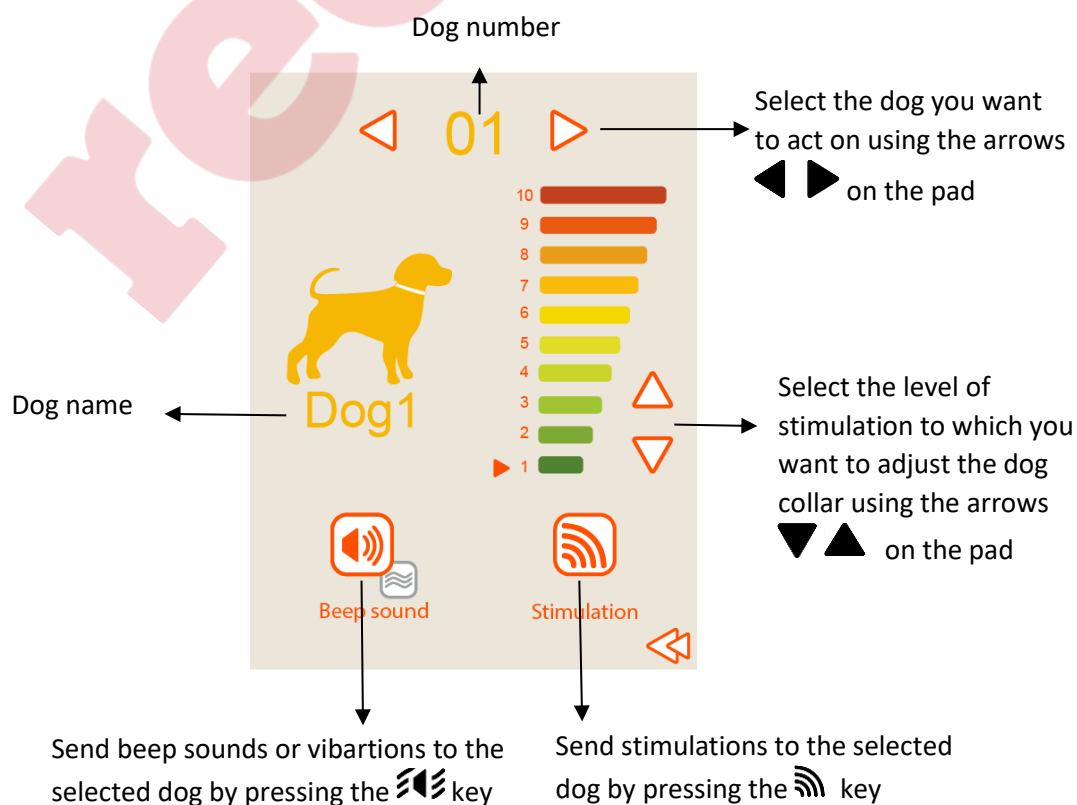 Dog number
01
Select the dog you want
to act on using the arrows
on the pad
10
9
8
7
6
5
4
3
2
1
Dog name
Dog1
Select the level of
stimulation to which you
want to adjust the dog
collar using the arrows
on the pad
Beep sound
Stimulation
Send beep sounds or vibartions to the
selected dog by pressing the key
Send stimulations to the selected
dog by pressing the key